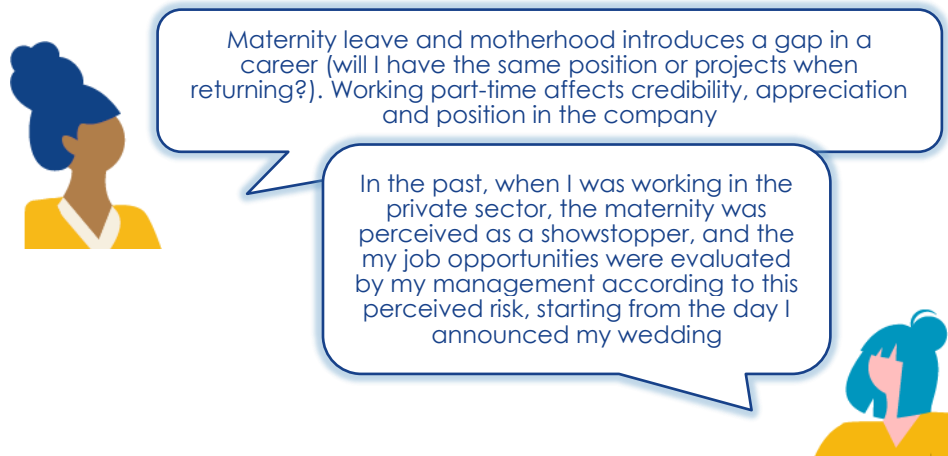 Maternity leave and motherhood introduces a gap in a
career (will I have the same position or projects when
returning?). Working part-time affects credibility, appreciation
and position in the company
In the past, when I was working in the
private sector, the maternity was
perceived as a showstopper, and the
my job opportunities were evaluated
by my management according to this
perceived risk, starting from the day I
announced my wedding